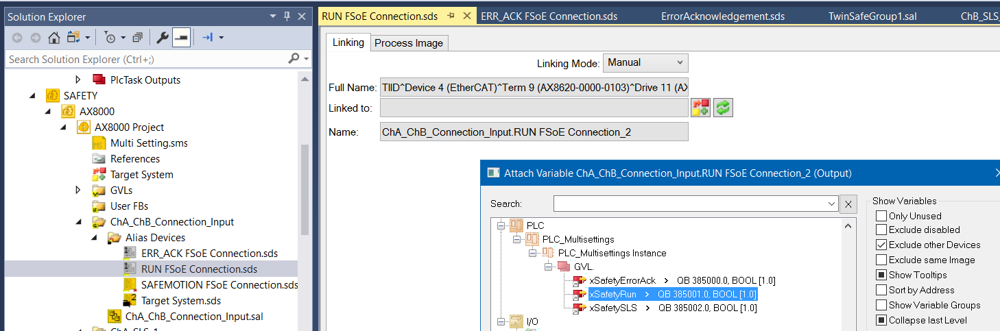 Solution Explorer
Search Solution Explorer (Ctrl+;)
PlcTask Outputs
SAFETY
AX8000
AX8000 Project
Multi Setting.sms
References
Target System
GVLs
User FBs
ChA_ChB_Connection_Input
Alias Devices
ERR_ACK FSoE Connection.sds
RUN FSoE Connection.sds
SAFEMOTION FSoE Connection.sds
Target System.sds
ChA_ChB_Connection_Input.sal
ChA_SLS_1
RUN FSoE Connection.sds
ERR_ACK FSoE Connection.sds
ErrorAcknowledgement.sds
TwinSafeGroup1.sal
ChB_SLS_
Linking
Process Image
Linking Mode: Manual
Full Name: TIID^Device 4 (EtherCAT)^Term 9 (AX8620-0000-0103)^Drive 11 (AX
Linked to:
Name: ChA_ChB_Connection_Input.RUN FSoE Connection_2
Attach Variable ChA_ChB_Connection_Input.RUN FSoE Connection_2 (Output)
Search:
PLC
PLC_Multisettings
PLC_Multisettings Instance
GVL.
xSafetyErrorAck > QB 385000.0, BOOL [1.0]
xSafetyRun > QB 385001.0, BOOL [1.0]
xSafetySLS > QB 385002.0, BOOL [1.0]
I/O
Show Variables
Only Unused
Exclude disabled
Exclude other Devices
Exclude same Image
Show Tooltips
Sort by Address
Show Variable Groups
Collapse last Level